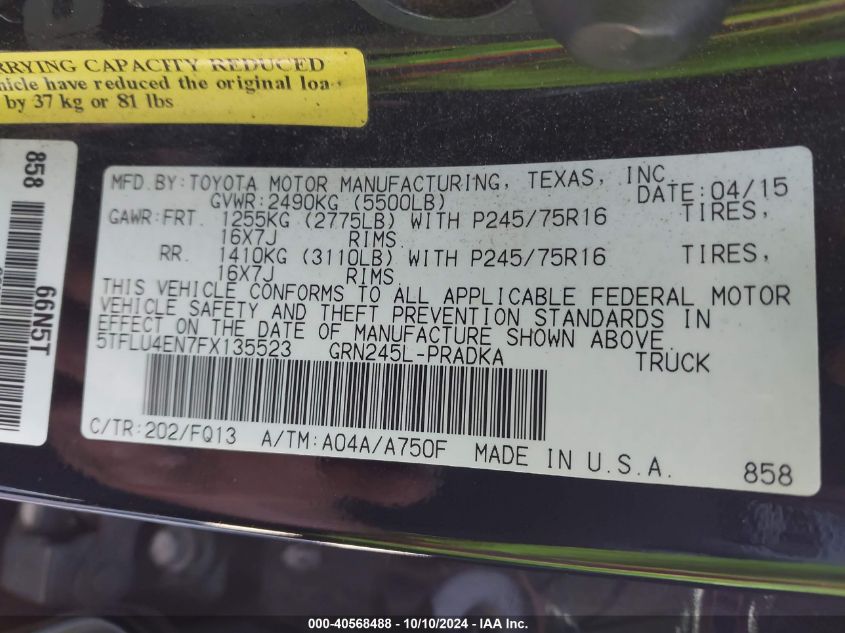 RRYING CAPACITY REDUCED
hicle have reduced the original loa
by 37 kg or 81 lbs
858
66N5T
MFD.BY:TOYOTA MOTOR MANUFACTURING, TEXAS, INC.
GVWR:2490KG (5500LB) DATE:04/15
GAWR:FRT. 1255KG (2775LB) WITH P245/75R16 TIRES,
16X7J RIMS.
RR. 1410KG (3110LB) WITH P245/75R16 TIRES,
16X7J RIMS.
THIS VEHICLE CONFORMS TO ALL APPLICABLE FEDERAL MOTOR
VEHICLE SAFETY AND THEFT PREVENTION STANDARDS IN
EFFECT ON THE DATE OF MANUFACTURE SHOWN ABOVE.
5TFLU4EN7FX135523 GRN245L-PRADKA TRUCK
C/TR:202/FQ13 A/TM:A04A/A750F MADE IN U.S.A. 858
000-40568488 - 10/10/2024 - IAA Inc.